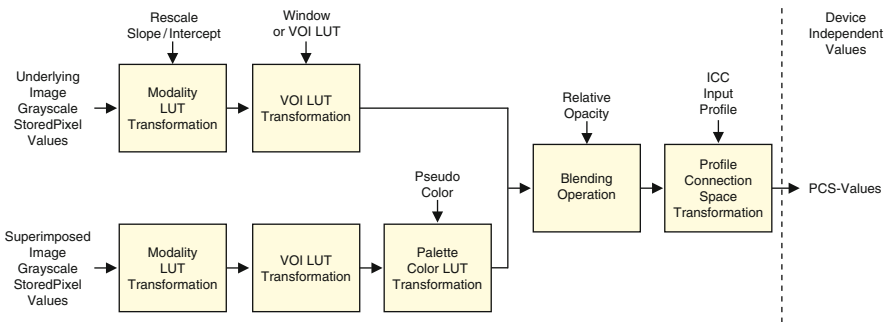 Rescale
Slope/Intercept
Window
or VOI LUT
Device
Independent
Values
Underlying
Image
Grayscale
StoredPixel
Values
Modality
LUT
Transformation
VOI LUT
Transformation
Relative
Opacity
ICC
Input
Profile
Pseudo
Color
Blending
Operation
Profile
Connection
Space
Transformation
PCS-Values
Superimposed
Image
Grayscale
StoredPixel
Values
Modality
LUT
Transformation
VOI LUT
Transformation
Palette
Color LUT
Transformation